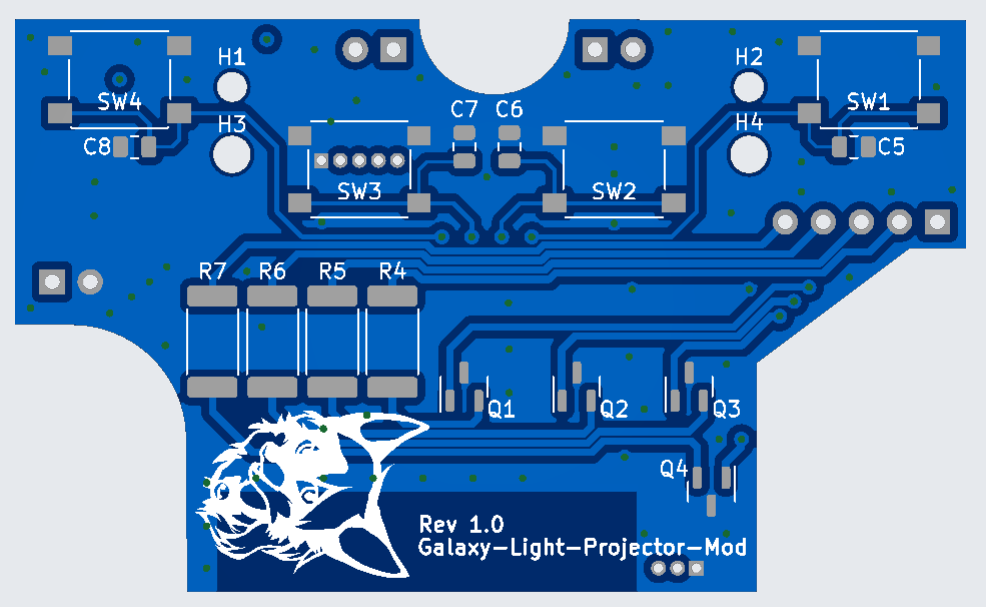 H1
H2
SW4
C7
C6
SW1
H3
H4
C8
C5
SW3
SW2
R7
R6
R5
R4
Q1
Q2
Q3
Q4
Rev 1.0
Galaxy-Light-Projector-Mod